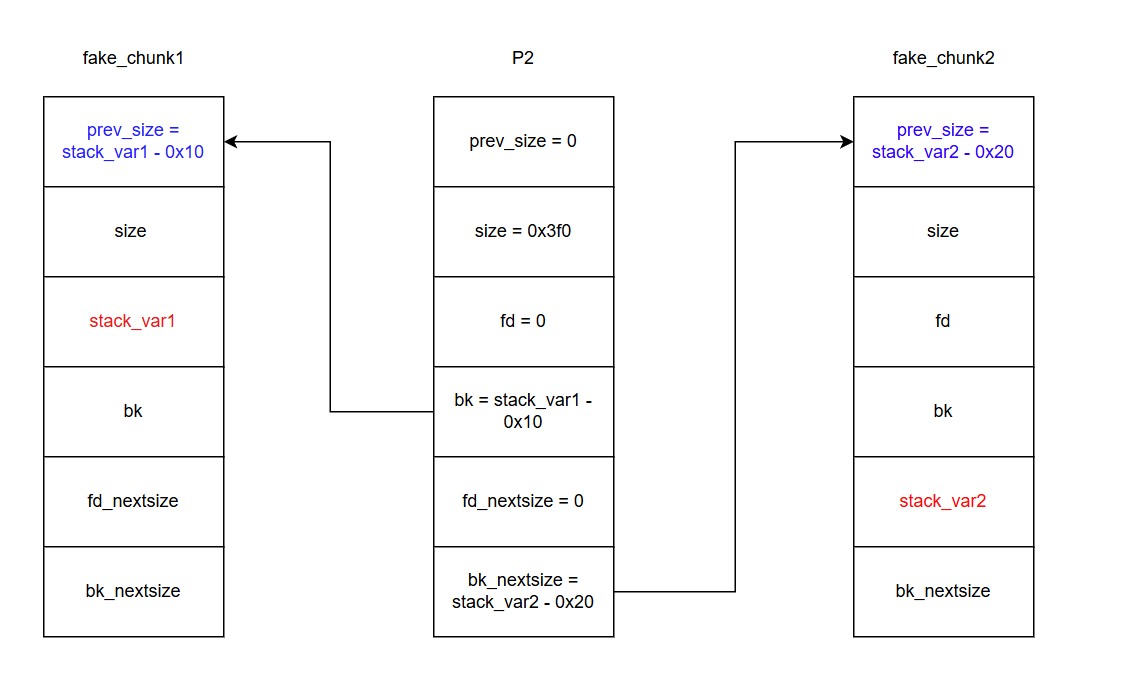 fake_chunk1
prev_size =
stack_var1 - 0x10
size
stack_var1
bk
fd_nextsize
bk_nextsize
P2
prev_size = 0
size = 0x3f0
fd = 0
bk = stack_var1 -
0x10
fd_nextsize = 0
bk_nextsize =
stack_var2 - 0x20
fake_chunk2
prev_size =
stack_var2 - 0x20
size
fd
bk
stack_var2
bk_nextsize